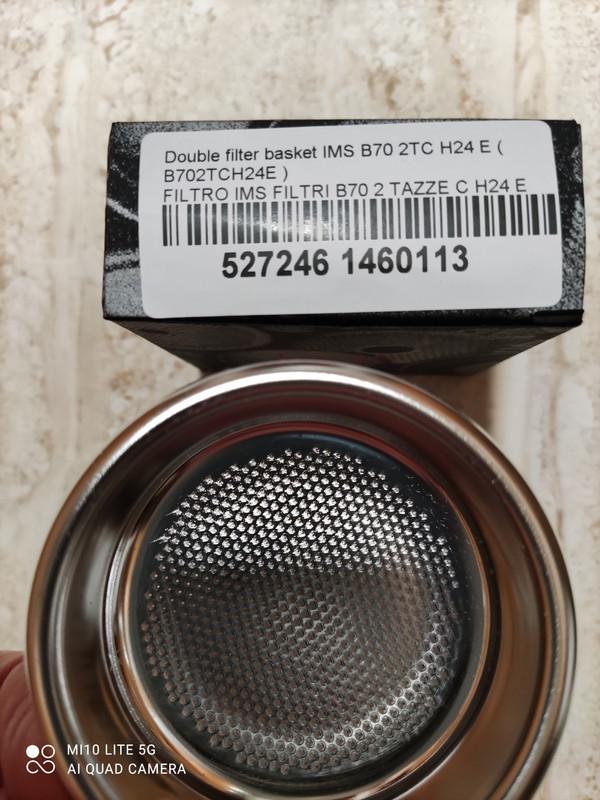 Double filter basket IMS B70 2TC H24 E (
B702TCH24E )
FILTRO IMS FILTRI B70 2 TAZZE C H24 E
527246 1460113
MI10 LITE 5G
AI QUAD CAMERA